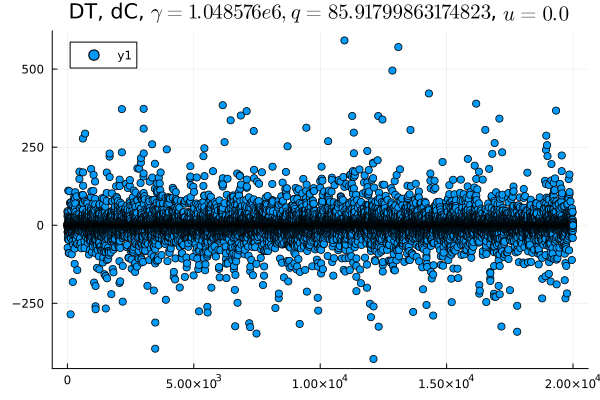 DT, dC, γ = 1.048576e6, q = 85.91799863174823, u = 0.0
y1
500
250
0
−250
0 5.00×10³ 1.00×10⁴ 1.50×10⁴ 2.00×10⁴